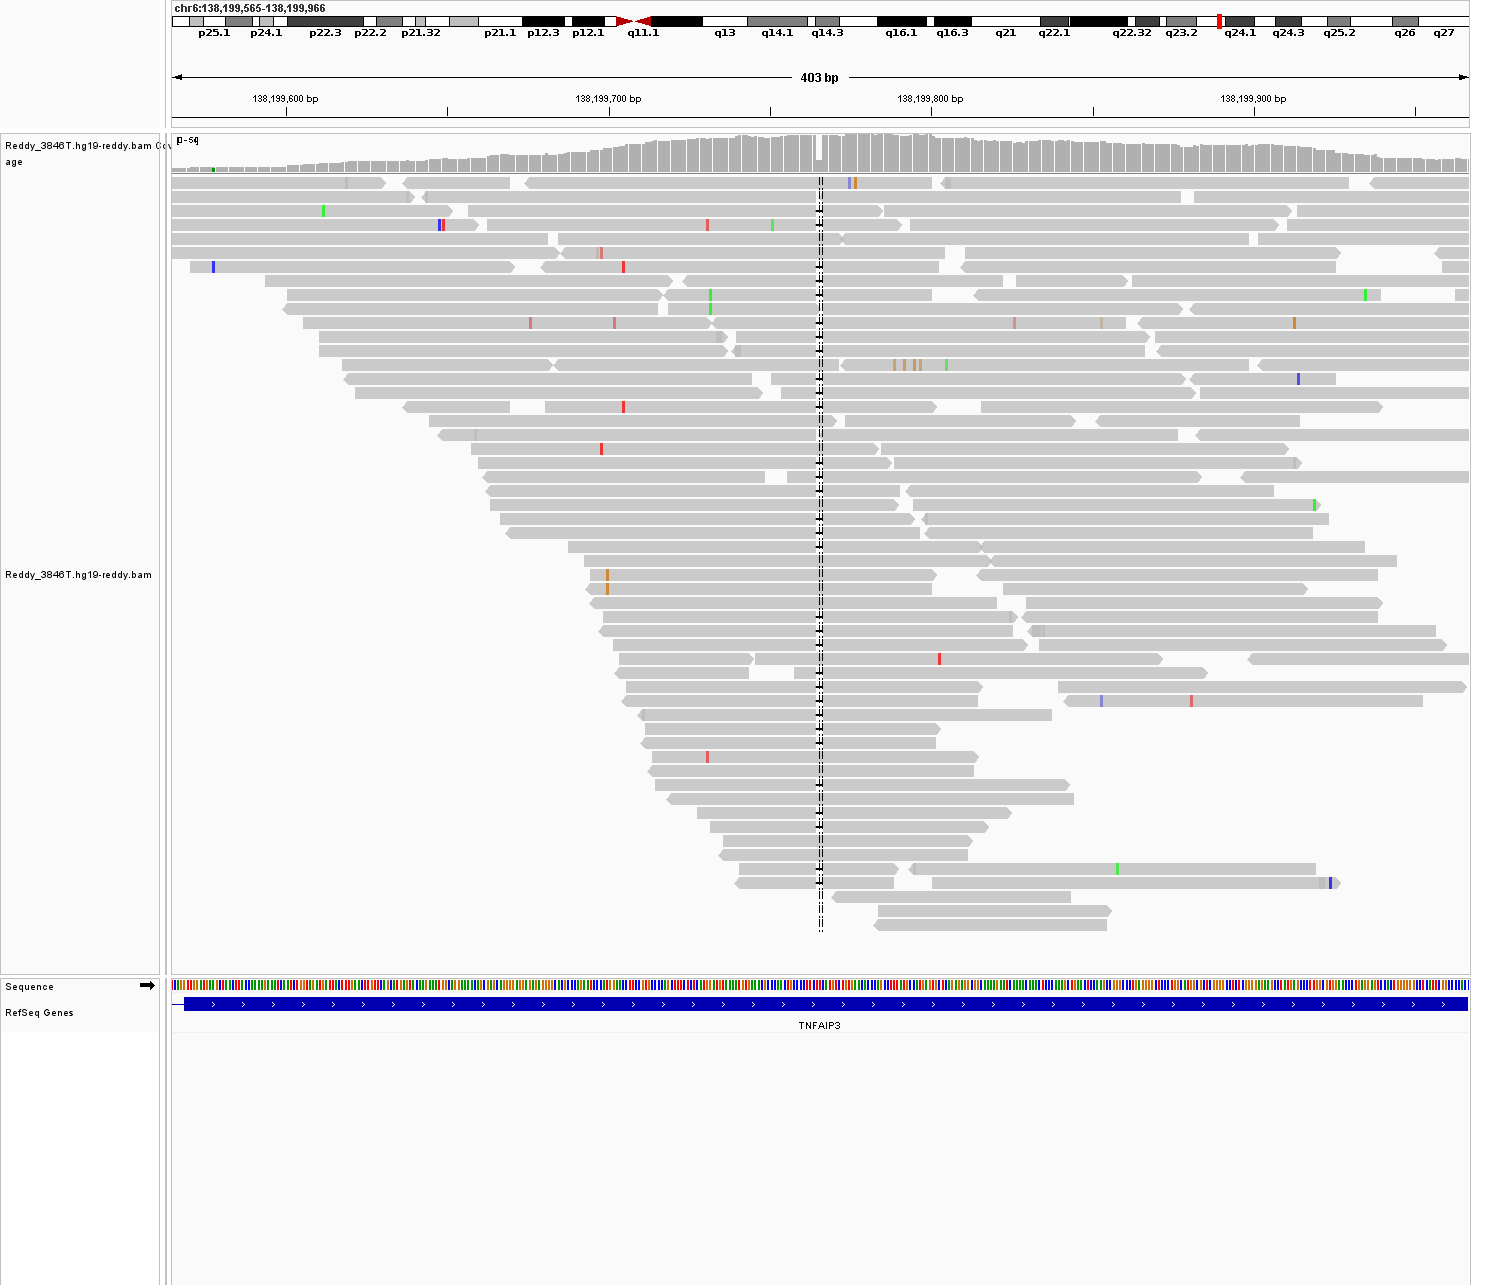 chr6:138,199,565-138,199,966
p25.1 p24.1 p22.3 p22.2 p21.32 p21.1 p12.3 p12.1 q11.1 q13 q14.1 q14.3 q16.1 q16.3 q21 q22.1 q22.32 q23.2 q24.1 q24.3 q25.2 q26 q27
403 bp
138,199,600 bp 138,199,700 bp 138,199,800 bp 138,199,900 bp
Reddy_3846T.hg19-reddy.bam
age
Reddy_3846T.hg19-reddy.bam
Sequence
RefSeq Genes
TNFAIP3